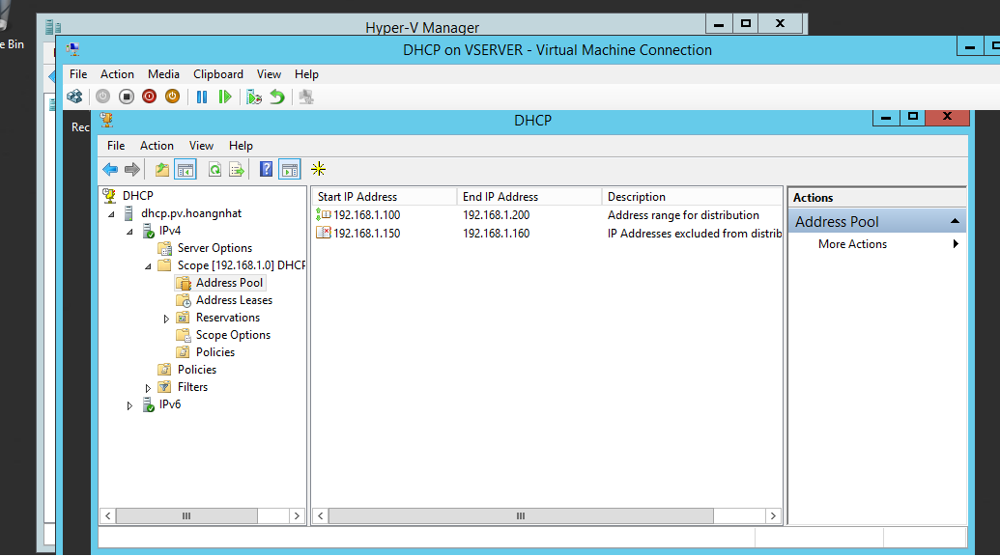 e Bin
Hyper-V Manager
DHCP on VSERVER - Virtual Machine Connection
File Action Media Clipboard View Help
Rec
DHCP
File Action View Help
DHCP
dhcp.pv.hoangnhat
IPv4
Server Options
Scope [192.168.1.0] DHCP
Address Pool
Address Leases
Reservations
Scope Options
Policies
Policies
Filters
IPv6
Start IP Address End IP Address Description
192.168.1.100 192.168.1.200 Address range for distribution
192.168.1.150 192.168.1.160 IP Addresses excluded from distrib
Actions
Address Pool
More Actions